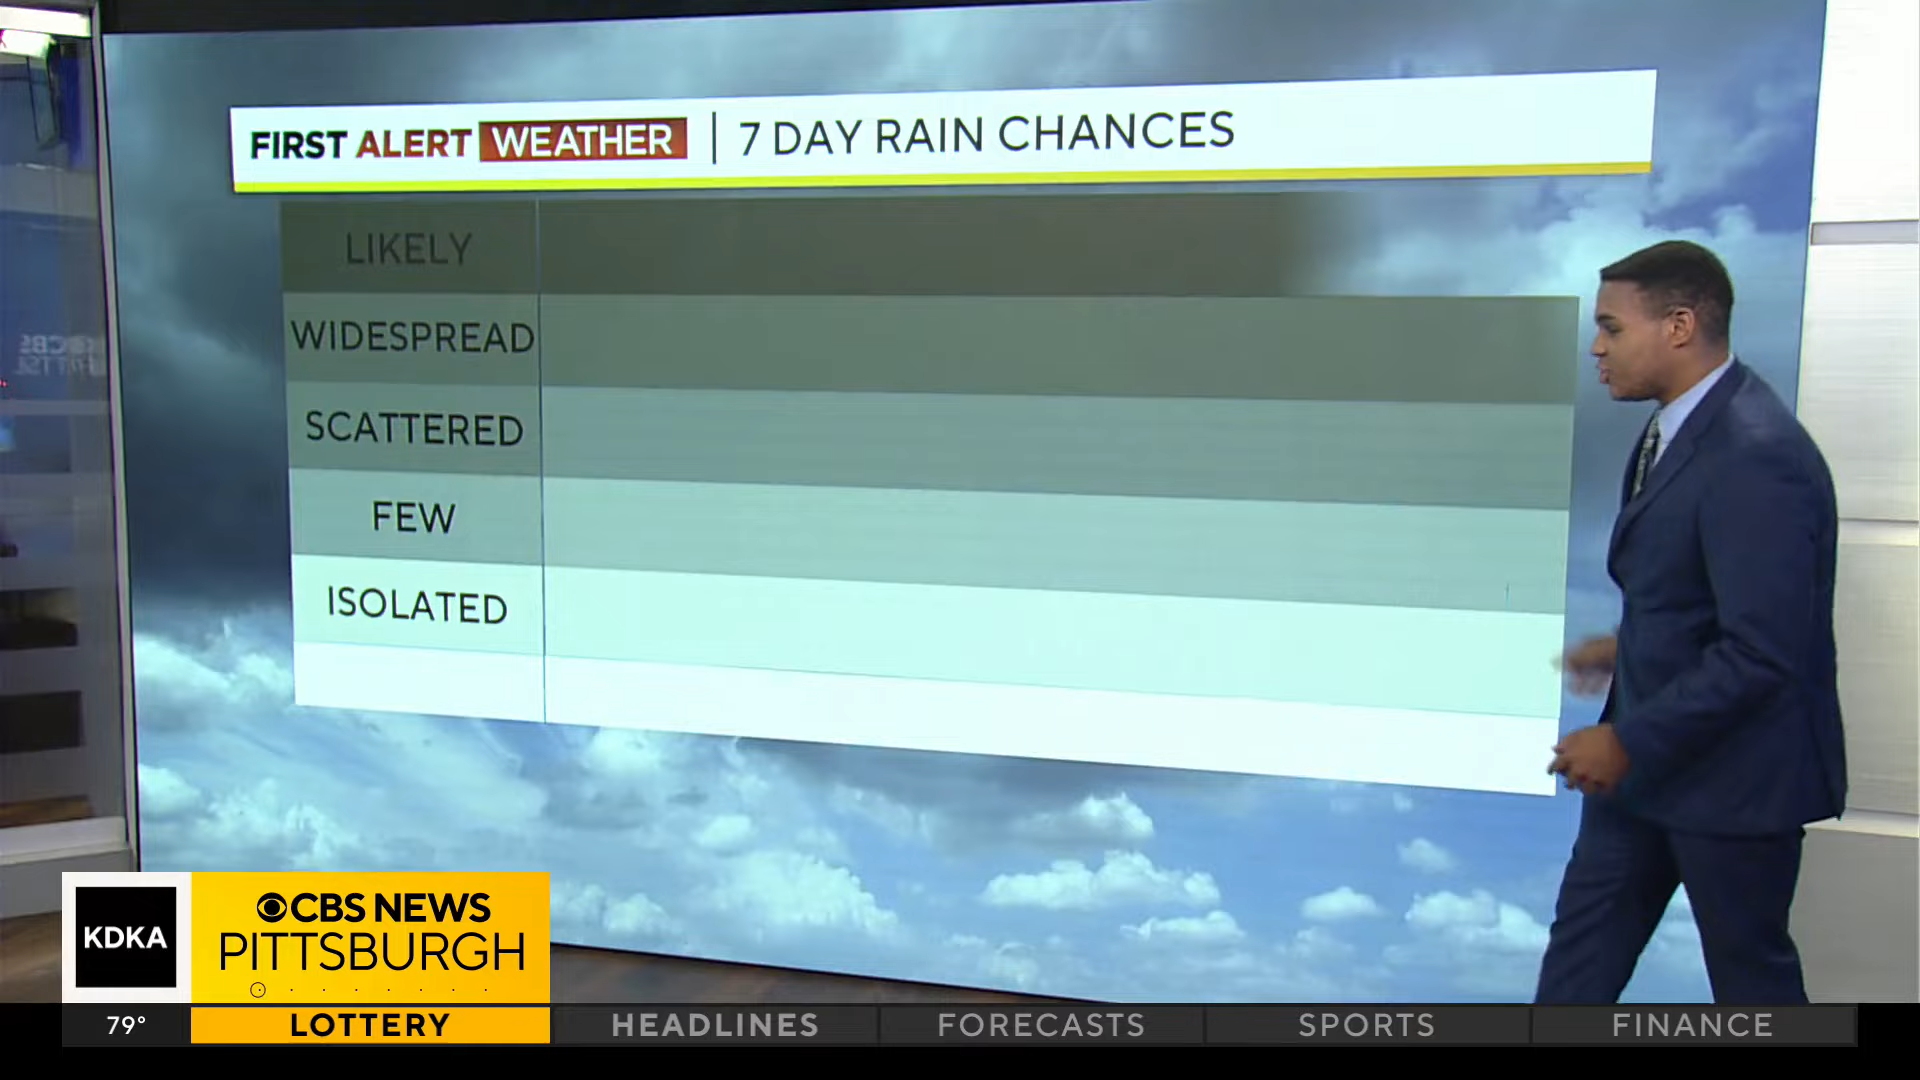 FIRST ALERT WEATHER | 7 DAY RAIN CHANCES
LIKELY
WIDESPREAD
SCATTERED
FEW
ISOLATED
KDKA
CBS NEWS
PITTSBURGH
79°
LOTTERY
HEADLINES
FORECASTS
SPORTS
FINANCE